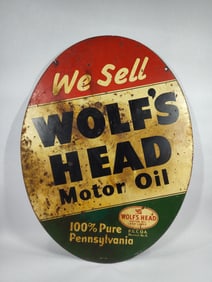 We Sell
WOLF'S
HEAD
Motor Oil
100% Pure
Pennsylvania
WOLF'S HEAD